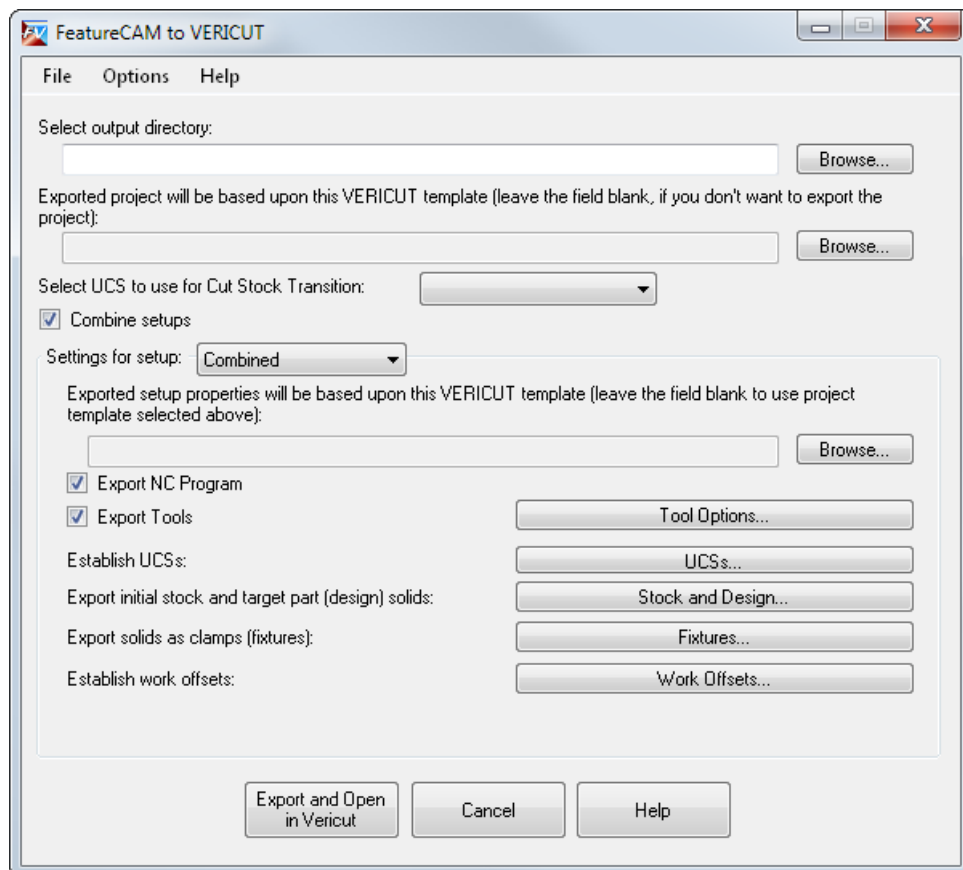 FeatureCAM to VERICUT
File Options Help
Select output directory:
Browse...
Exported project will be based upon this VERICUT template (leave the field blank, if you don't want to export the
project):
Browse...
Select UCS to use for Cut Stock Transition:
Combine setups
Settings for setup: Combined
Exported setup properties will be based upon this VERICUT template (leave the field blank to use project
template selected above):
Browse...
Export NC Program
Export Tools
Tool Options...
Establish UCSs:
UCSs...
Export initial stock and target part (design) solids:
Stock and Design...
Export solids as clamps (fixtures):
Fixtures...
Establish work offsets:
Work Offsets...
Export and Open
in Vericut
Cancel
Help